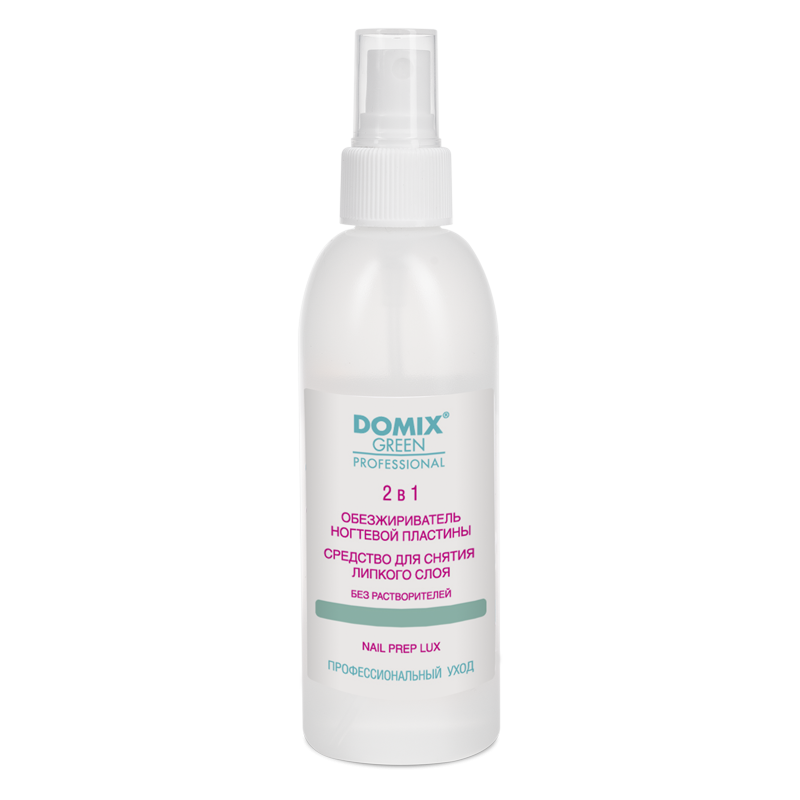 DOMIX®
GREEN
PROFESSIONAL
2 в 1
ОБЕЗЖИРИВАТЕЛЬ
НОГТЕВОЙ ПЛАСТИНЫ
СРЕДСТВО ДЛЯ СНЯТИЯ
ЛИПКОГО СЛОЯ
БЕЗ РАСТВОРИТЕЛЕЙ
NAIL PREP LUX
ПРОФЕССИОНАЛЬНЫЙ УХОД